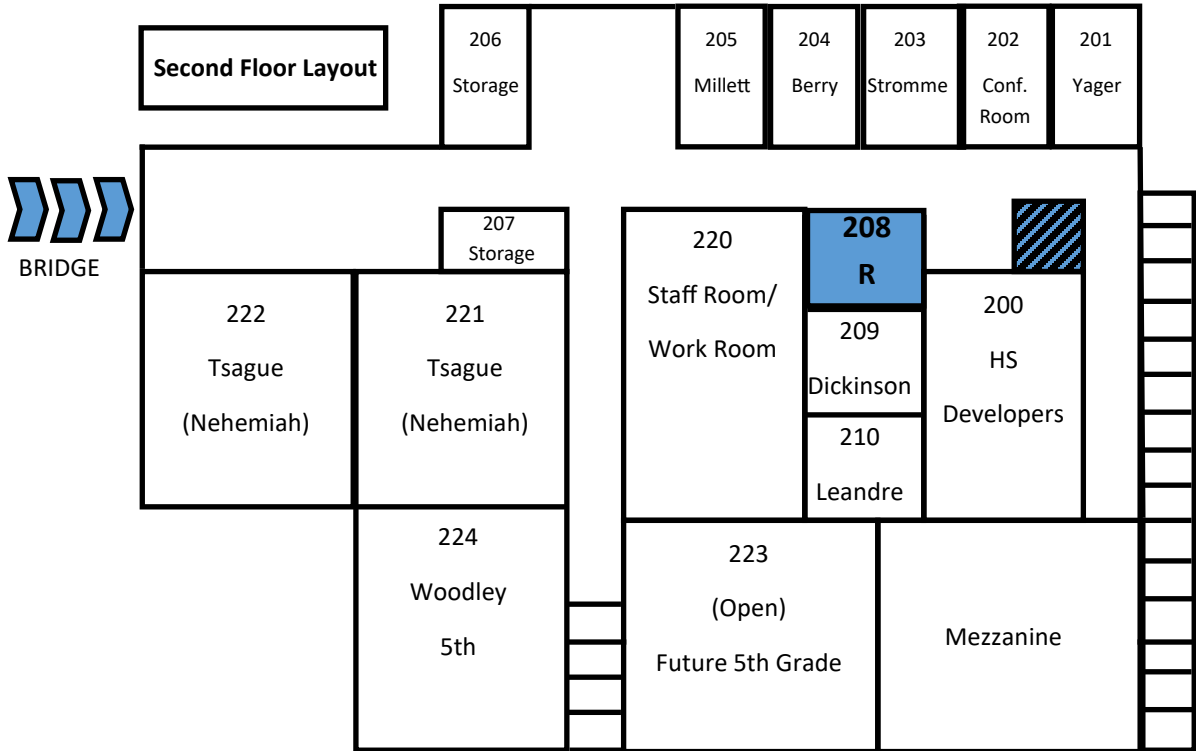 Second Floor Layout
206
Storage
205
Millett
204
Berry
203
Stromme
202
Conf.
Room
201
Yager
BRIDGE
207
Storage
220
Staff Room/
Work Room
208
R
209
Dickinson
210
Leandre
200
HS
Developers
222
Tsague
(Nehemiah)
221
Tsague
(Nehemiah)
224
Woodley
5th
223
(Open)
Future 5th Grade
Mezzanine